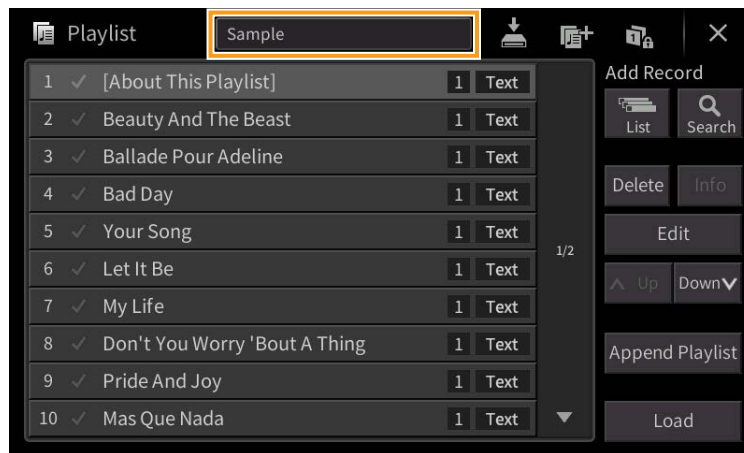 Playlist Sample
Add Record
1 [About This Playlist] 1 Text
2 Beauty And The Beast 1 Text
3 Ballade Pour Adeline 1 Text
4 Bad Day 1 Text
5 Your Song 1 Text
6 Let It Be 1 Text
7 My Life 1 Text
8 Don't You Worry 'Bout A Thing 1 Text
9 Pride And Joy 1 Text
10 Mas Que Nada 1 Text
1/2
List Search
Delete Info
Edit
Up Down
Append Playlist
Load